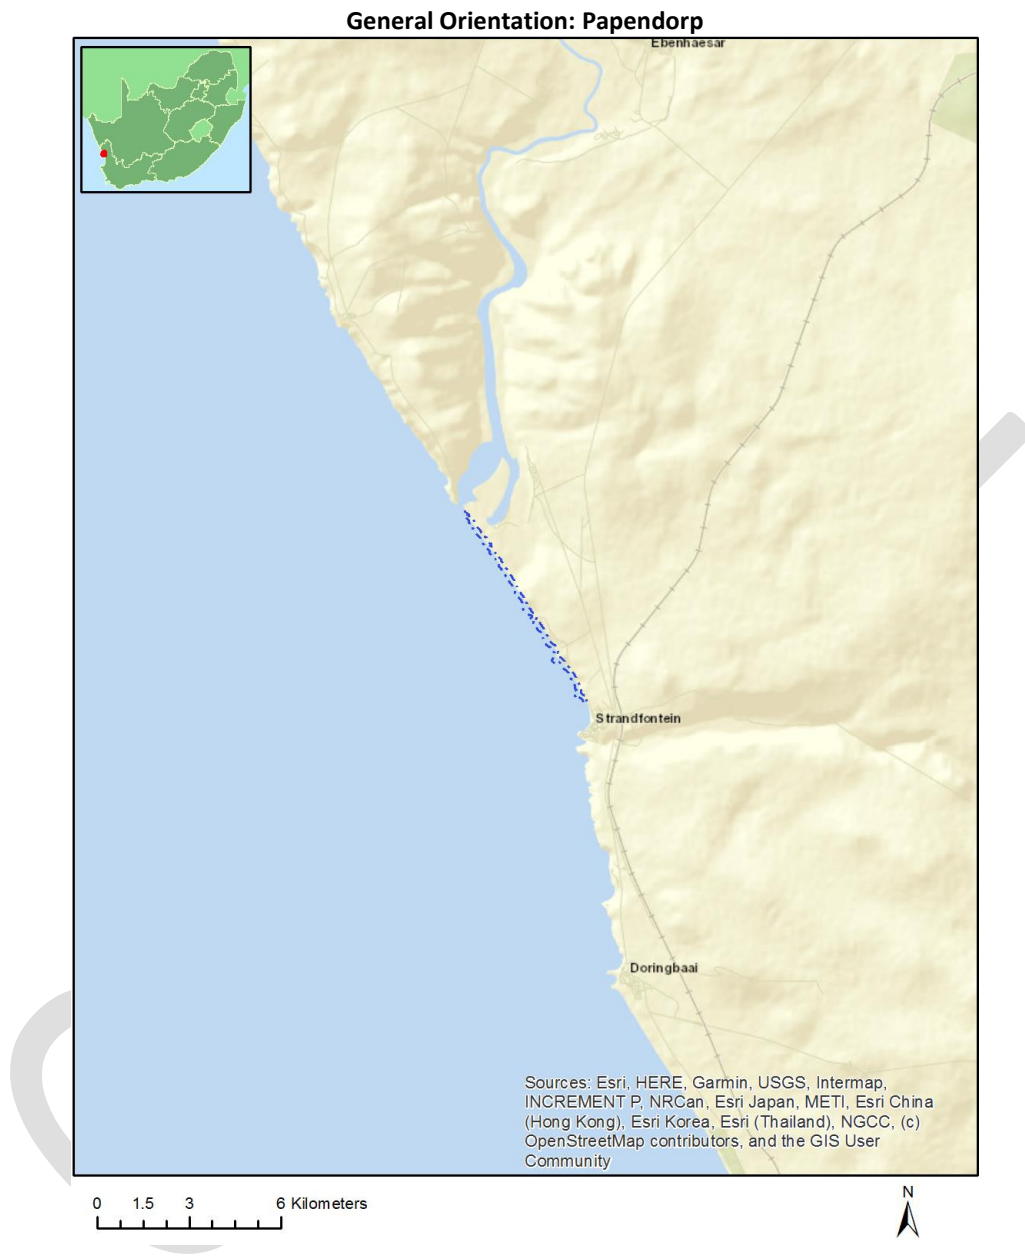 General Orientation: Papendorp
Ebenhaesar
Strandfontein
Doringbaai
Sources: Esri, HERE, Garmin, USGS, Intermap,
INCREMENT P, NRCan, Esri Japan, METI, Esri China
(Hong Kong), Esri Korea, Esri (Thailand), NGCC, (c)
OpenStreetMap contributors, and the GIS User
Community
0 1.5 3 6 Kilometers
N